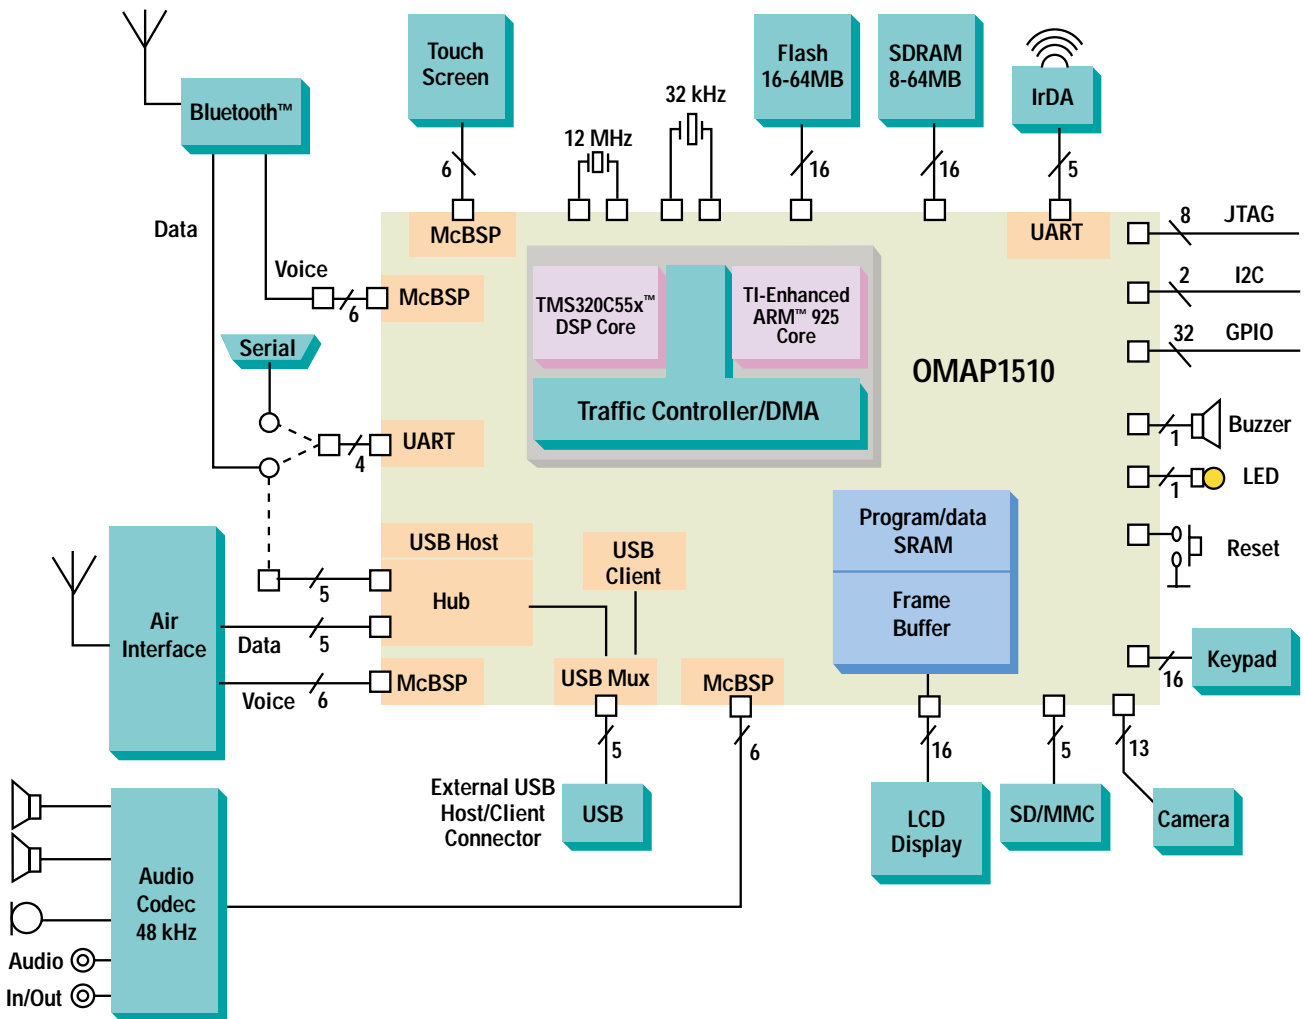 Touch
Screen
Flash
16-64MB
SDRAM
8-64MB
IrDA
Bluetooth™
32 kHz
12 MHz
6
16
16
5
Data
Voice
6
McBSP
McBSP
UART
8
JTAG
2
I2C
32
GPIO
TMS320C55x™
DSP Core
TI-Enhanced
ARM™ 925
Core
Traffic Controller/DMA
OMAP1510
Serial
UART
4
1
Buzzer
1
LED
Reset
USB Host
Hub
USB
Client
Program/data
SRAM
Frame
Buffer
5
Air
Interface
Data
5
Voice
6
McBSP
USB Mux
McBSP
16
Keypad
5
6
16
5
13
External USB
Host/Client
Connector
USB
LCD
Display
SD/MMC
Camera
Audio
Codec
48 kHz
Audio
In/Out